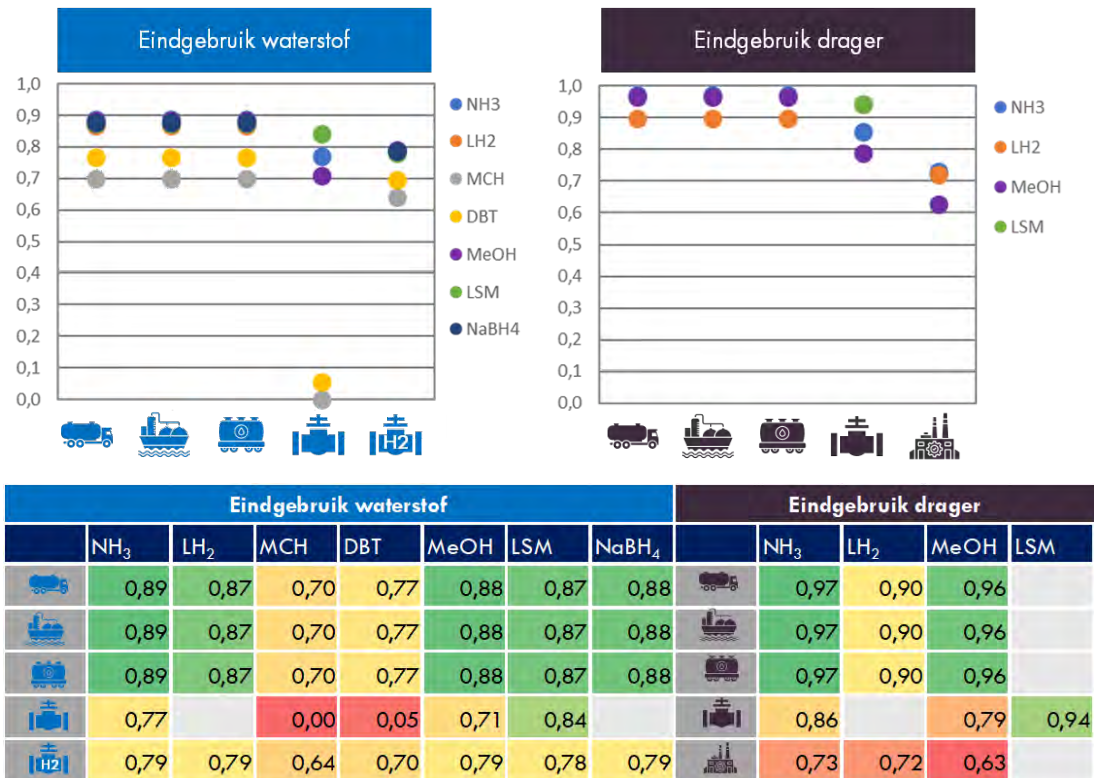 Eindgebruik waterstof
1,0
0,9
0,8
0,7
0,6
0,5
0,4
0,3
0,2
0,1
0,0
NH3
LH2
MCH
DBT
MeOH
LSM
NaBH4
H2
Eindgebruik drager
1,0
0,9
0,8
0,7
0,6
0,5
0,4
0,3
0,2
0,1
0,0
NH3
LH2
MeOH
LSM
Eindgebruik waterstof Eindgebruik drager
NH₃ LH₂ MCH DBT MeOH LSM NaBH₄ NH₃ LH₂ MeOH LSM
0,89 0,87 0,70 0,77 0,88 0,87 0,88 0,97 0,90 0,96
0,89 0,87 0,70 0,77 0,88 0,87 0,88 0,97 0,90 0,96
0,89 0,87 0,70 0,77 0,88 0,87 0,88 0,97 0,90 0,96
0,77 0,00 0,05 0,71 0,84 0,86 0,79 0,94
H2 0,79 0,79 0,64 0,70 0,79 0,78 0,79 0,73 0,72 0,63